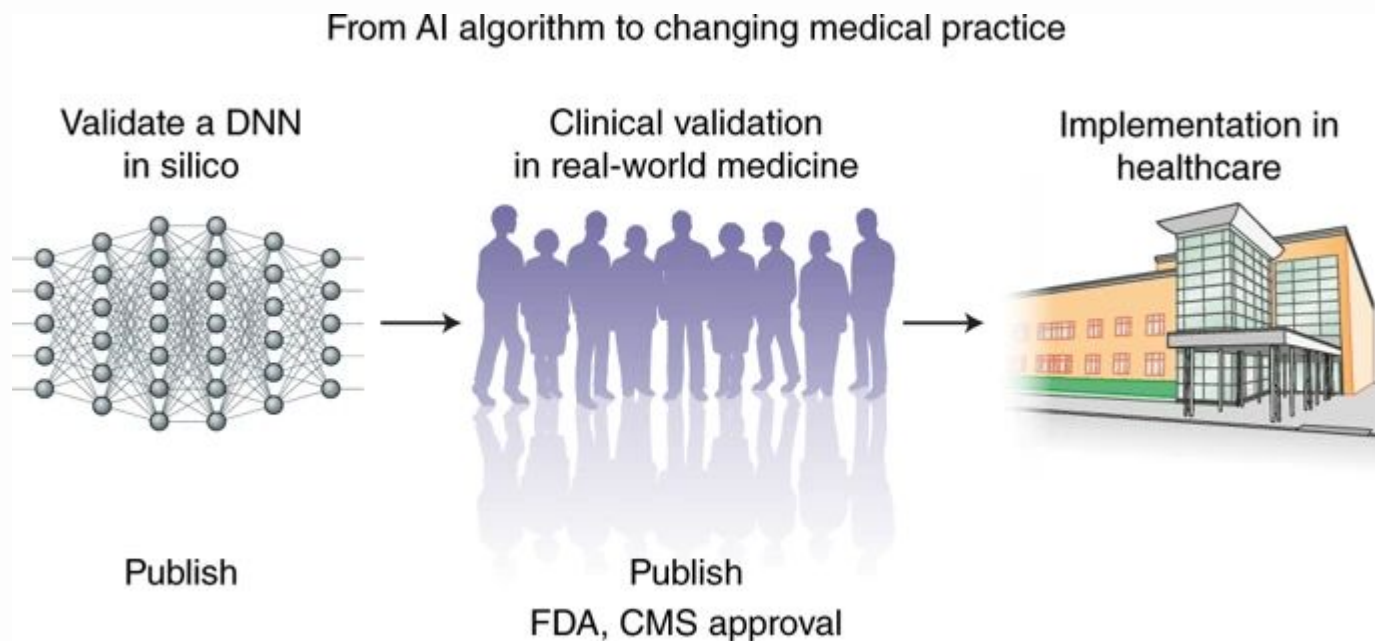 From AI algorithm to changing medical practice
Validate a DNN
in silico
Clinical validation
in real-world medicine
Implementation in
healthcare
Publish
Publish
FDA, CMS approval